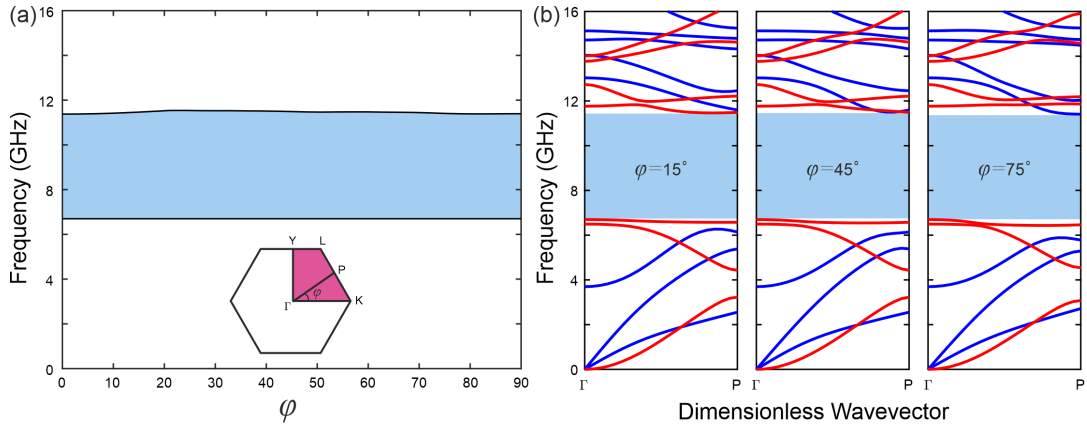 (a)
16
12
8
4
0
Frequency (GHz)
0 10 20 30 40 50 60 70 80 90
φ
Y L
P
φ
Γ K
(b)
16
12
8
4
0
Frequency (GHz)
φ=15°
φ=45°
φ=75°
Γ P Γ P Γ P
Dimensionless Wavevector